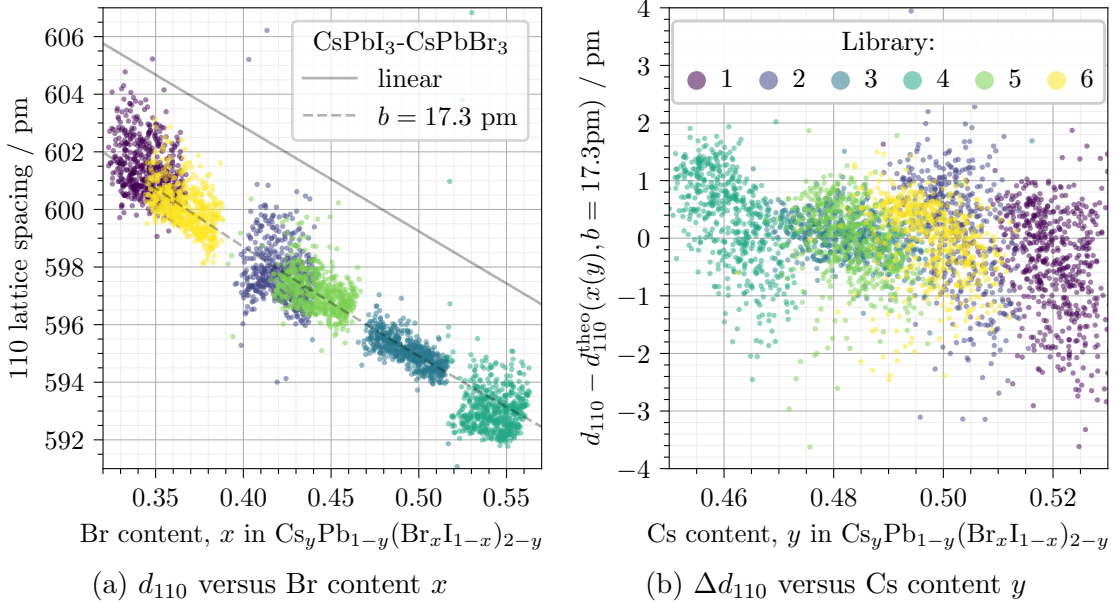 606
604
602
600
598
596
594
592
110 lattice spacing / pm
CsPbI₃-CsPbBr₃
linear
b = 17.3 pm
0.35 0.40 0.45 0.50 0.55
Br content, x in CsᵧPb₁₋ᵧ(BrₓI₁₋ₓ)₂₋ᵧ
(a) d₁₁₀ versus Br content x
4
3
2
1
0
−1
−2
−3
−4
d₁₁₀ − d₁₁₀ᵗʰᵉᵒ(x(y)), b = 17.3pm) / pm
Library:
1 2 3 4 5 6
0.46 0.48 0.50 0.52
Cs content, y in CsᵧPb₁₋ᵧ(BrₓI₁₋ₓ)₂₋ᵧ
(b) Δd₁₁₀ versus Cs content y